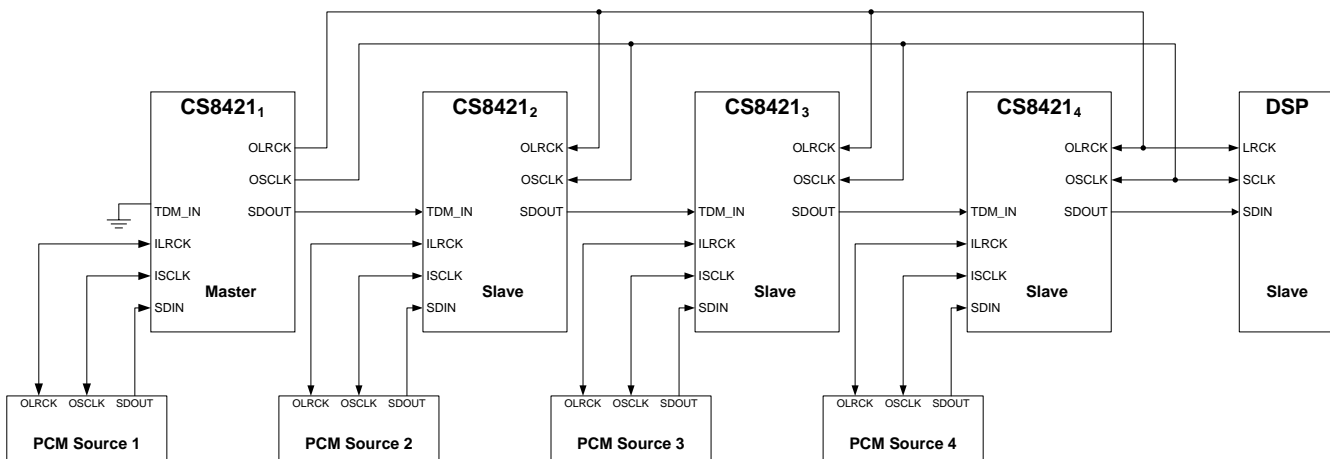 CS8421₁
OLRCK
OSCLK
TDM_IN
SDOUT
ILRCK
ISCLK
Master
SDIN
CS8421₂
OLRCK
OSCLK
TDM_IN
SDOUT
ILRCK
ISCLK
Slave
SDIN
CS8421₃
OLRCK
OSCLK
TDM_IN
SDOUT
ILRCK
ISCLK
Slave
SDIN
CS8421₄
OLRCK
OSCLK
TDM_IN
SDOUT
ILRCK
ISCLK
Slave
SDIN
DSP
LRCK
SCLK
SDIN
Slave
OLRCK OSCLK SDOUT
PCM Source 1
OLRCK OSCLK SDOUT
PCM Source 2
OLRCK OSCLK SDOUT
PCM Source 3
OLRCK OSCLK SDOUT
PCM Source 4